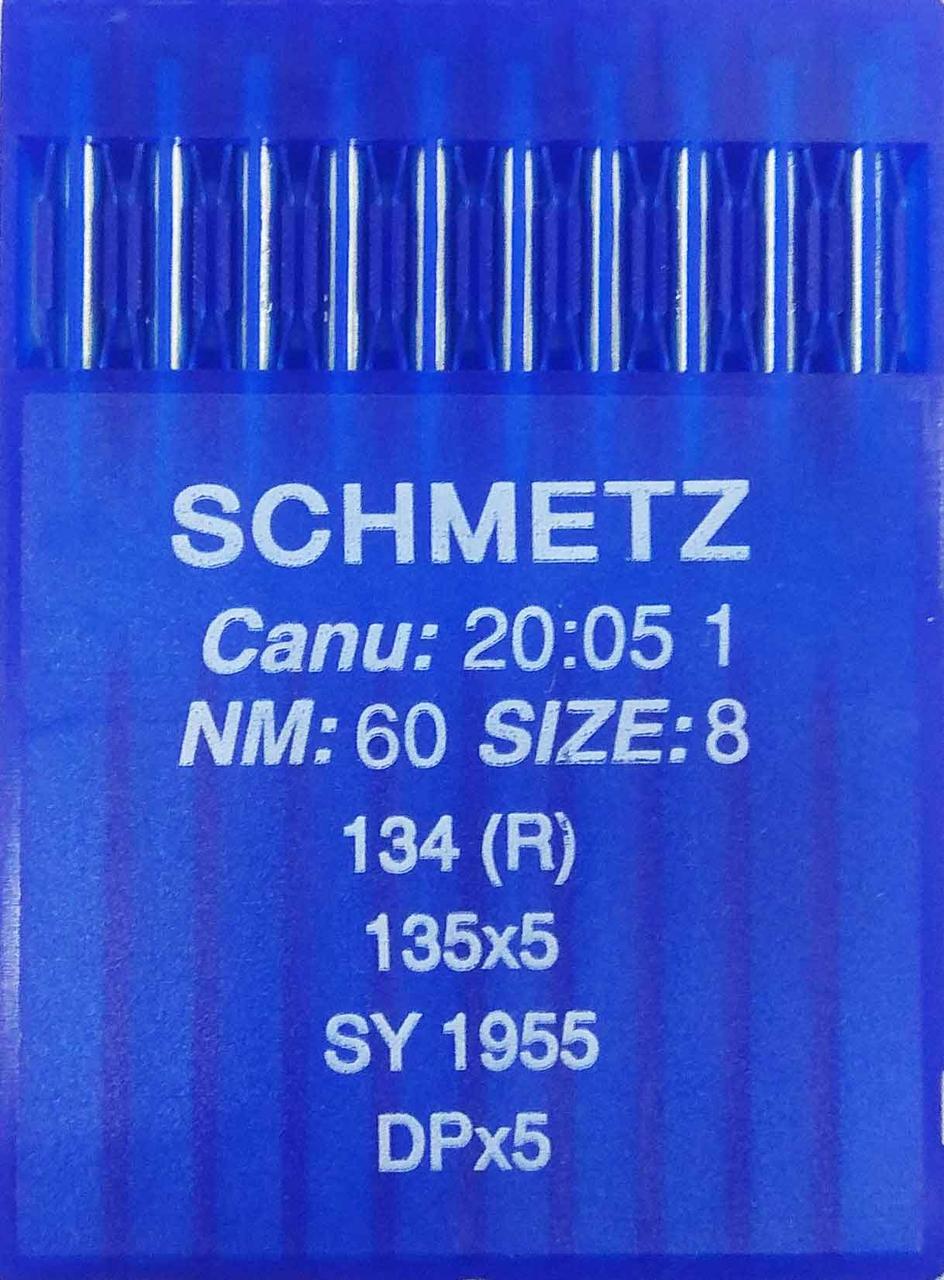 SCHMETZ
Canu: 20:05 1
NM: 60 SIZE: 8
134 (R)
135x5
SY 1955
DPx5